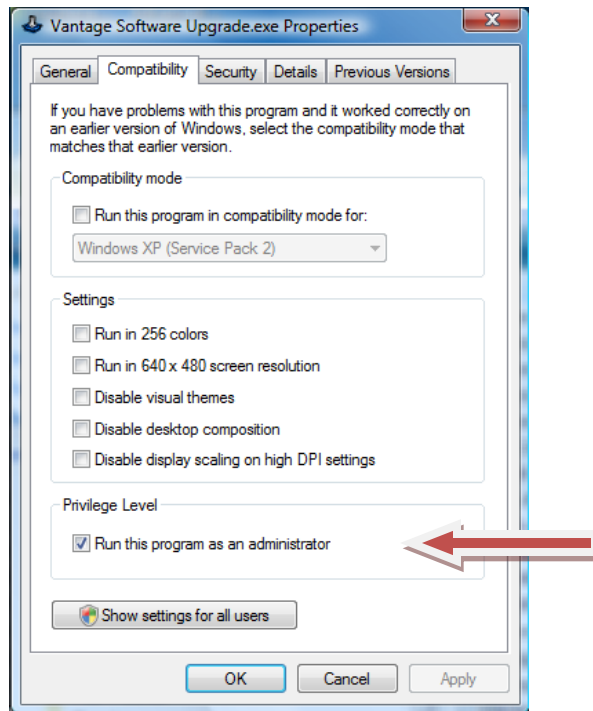 Vantage Software Upgrade.exe Properties
General Compatibility Security Details Previous Versions
If you have problems with this program and it worked correctly on
an earlier version of Windows, select the compatibility mode that
matches that earlier version.
Compatibility mode
Run this program in compatibility mode for:
Windows XP (Service Pack 2)
Settings
Run in 256 colors
Run in 640 x 480 screen resolution
Disable visual themes
Disable desktop composition
Disable display scaling on high DPI settings
Privilege Level
Run this program as an administrator
Show settings for all users
OK Cancel Apply